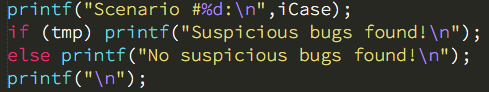 printf("Scenario #%d:\n",iCase);
if (tmp) printf("Suspicious bugs found!\n");
else printf("No suspicious bugs found!\n");
printf("\n");